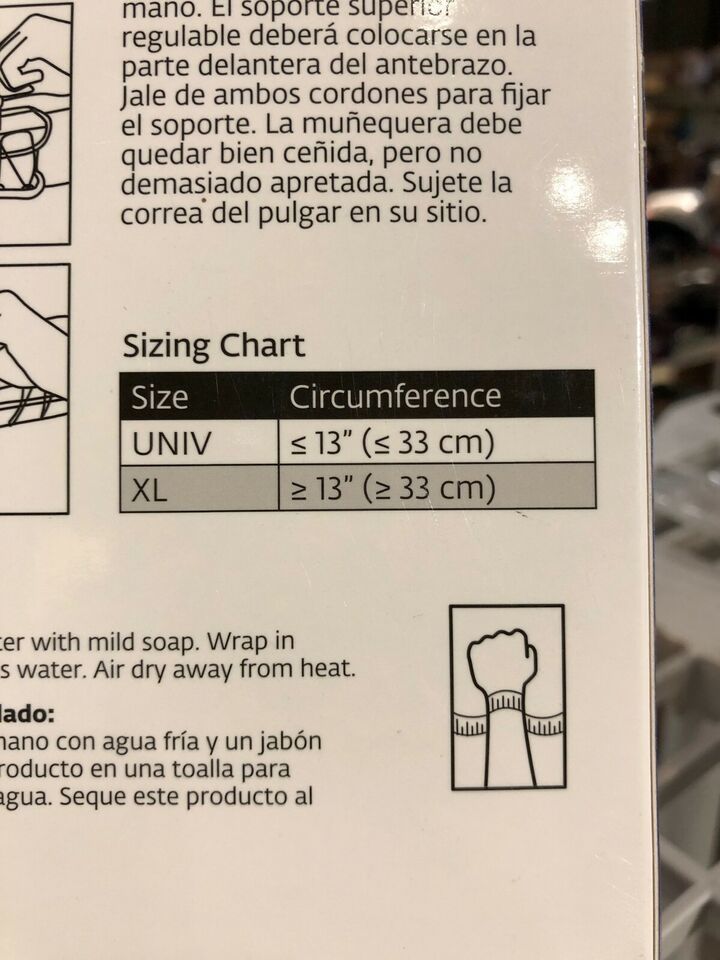 mano. El soporte superior
regulable deberá colocarse en la
parte delantera del antebrazo.
Jale de ambos cordones para fijar
el soporte. La muñequera debe
quedar bien ceñida, pero no
demasiado apretada. Sujete la
correa del pulgar en su sitio.
Sizing Chart
Size Circumference
UNIV ≤ 13” (≤ 33 cm)
XL ≥ 13” (≥ 33 cm)
ter with mild soap. Wrap in
s water. Air dry away from heat.
dado:
mano con agua fría y un jabón
roducto en una toalla para
agua. Seque este producto al